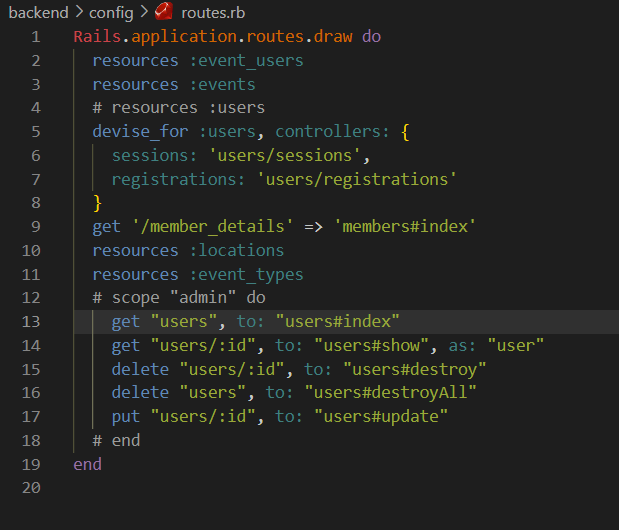 backend > config > routes.rb
1 Rails.application.routes.draw do
2   resources :event_users
3   resources :events
4   # resources :users
5   devise_for :users, controllers: {
6     sessions: 'users/sessions',
7     registrations: 'users/registrations'
8   }
9   get '/member_details' => 'members#index'
10   resources :locations
11   resources :event_types
12   # scope "admin" do
13     get "users", to: "users#index"
14     get "users/:id", to: "users#show", as: "user"
15     delete "users/:id", to: "users#destroy"
16     delete "users", to: "users#destroyAll"
17     put "users/:id", to: "users#update"
18   # end
19 end
20